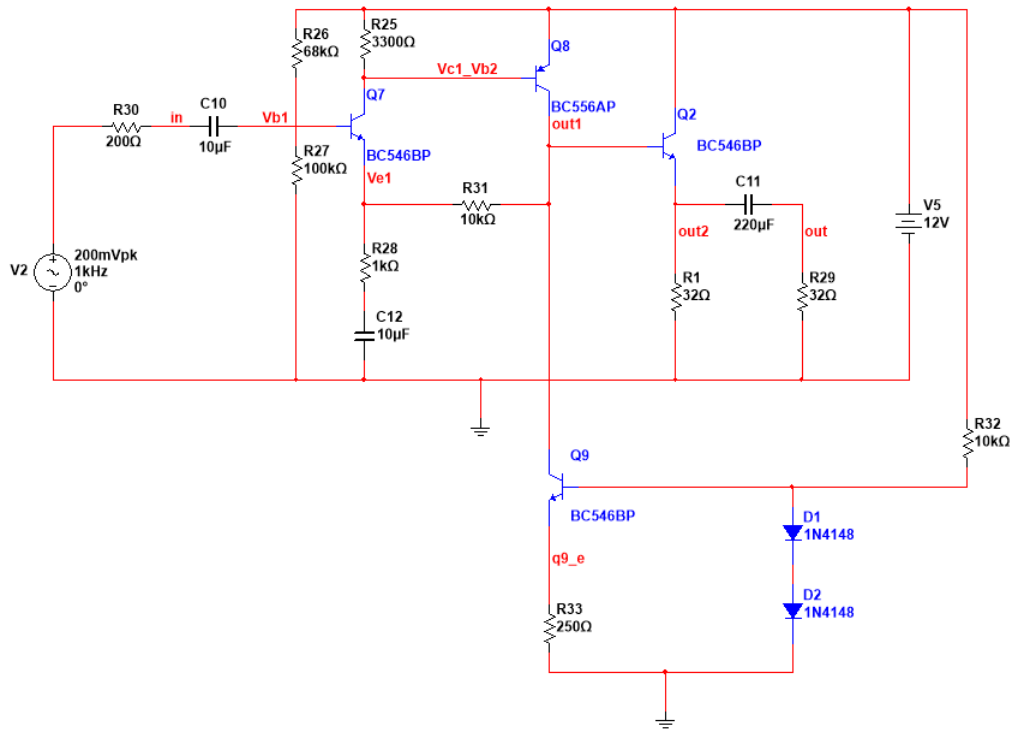 R26
68kΩ
R25
3300Ω
Q8
Vc1_Vb2
Q7
BC556AP
Q2
R30
200Ω
in
C10
10µF
Vb1
out1
BC546BP
R27
100kΩ
BC546BP
Ve1
R31
10kΩ
C11
220µF
V5
12V
out2
out
R28
1kΩ
V2
200mVpk
1kHz
0°
R1
32Ω
R29
32Ω
C12
10µF
R32
10kΩ
Q9
BC546BP
D1
1N4148
q9_e
D2
1N4148
R33
250Ω